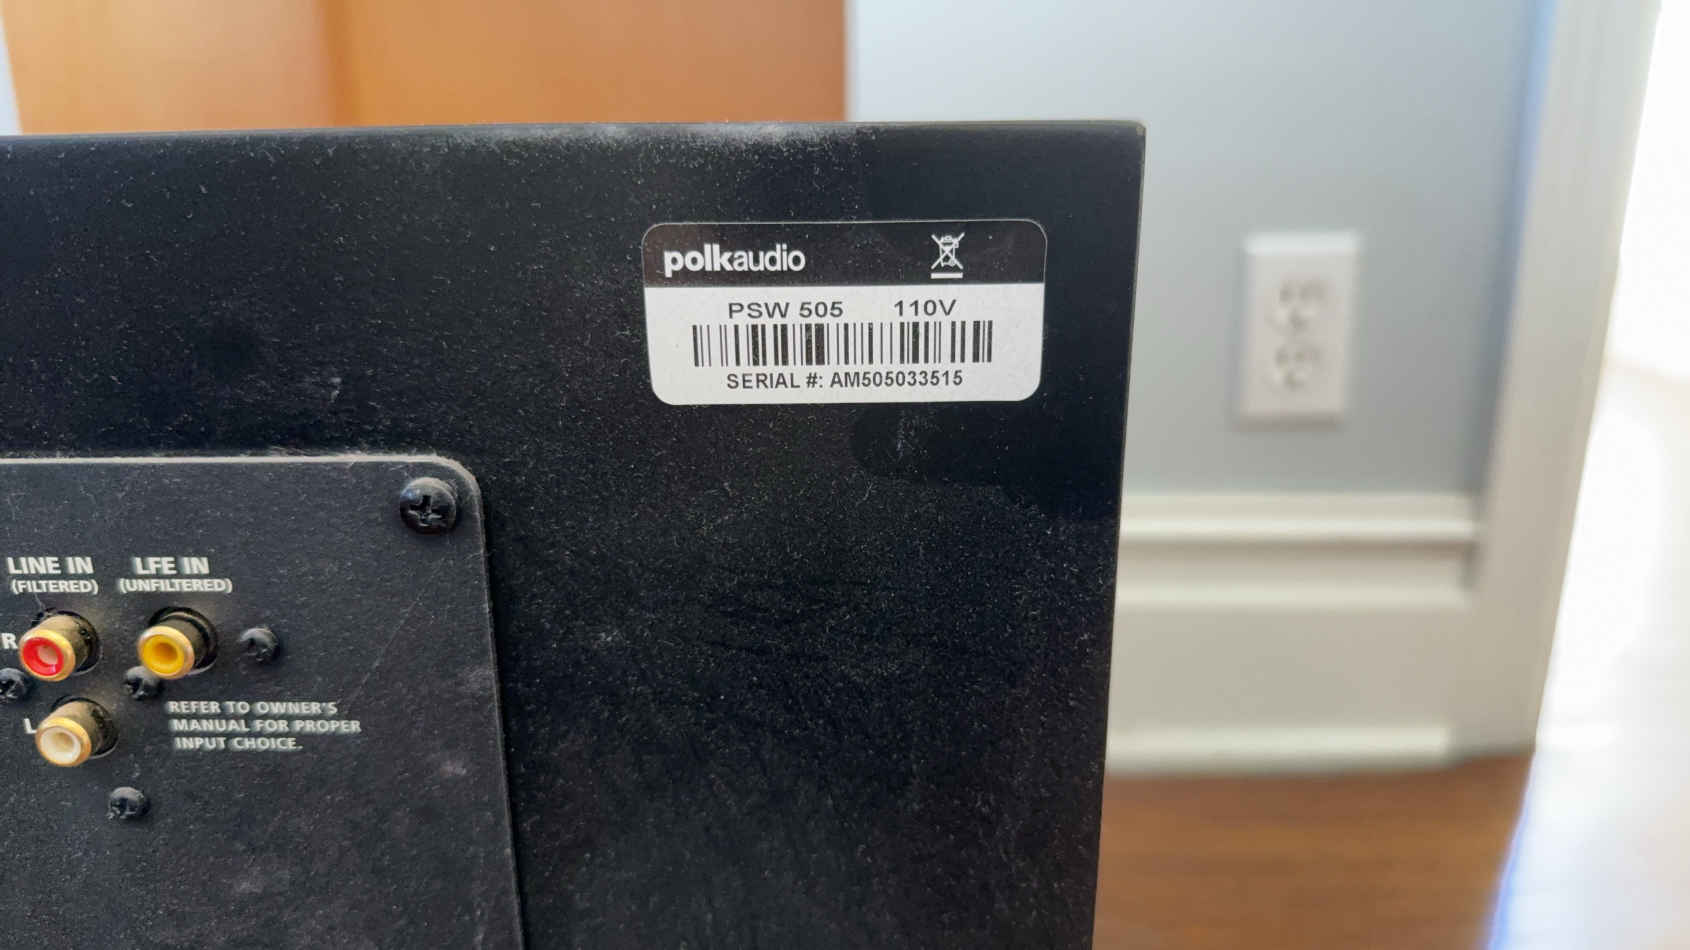 polkaudio
PSW 505 110V
SERIAL #: AM505033515
LINE IN
(FILTERED)
LFE IN
(UNFILTERED)
R
L
REFER TO OWNER'S
MANUAL FOR PROPER
INPUT CHOICE.